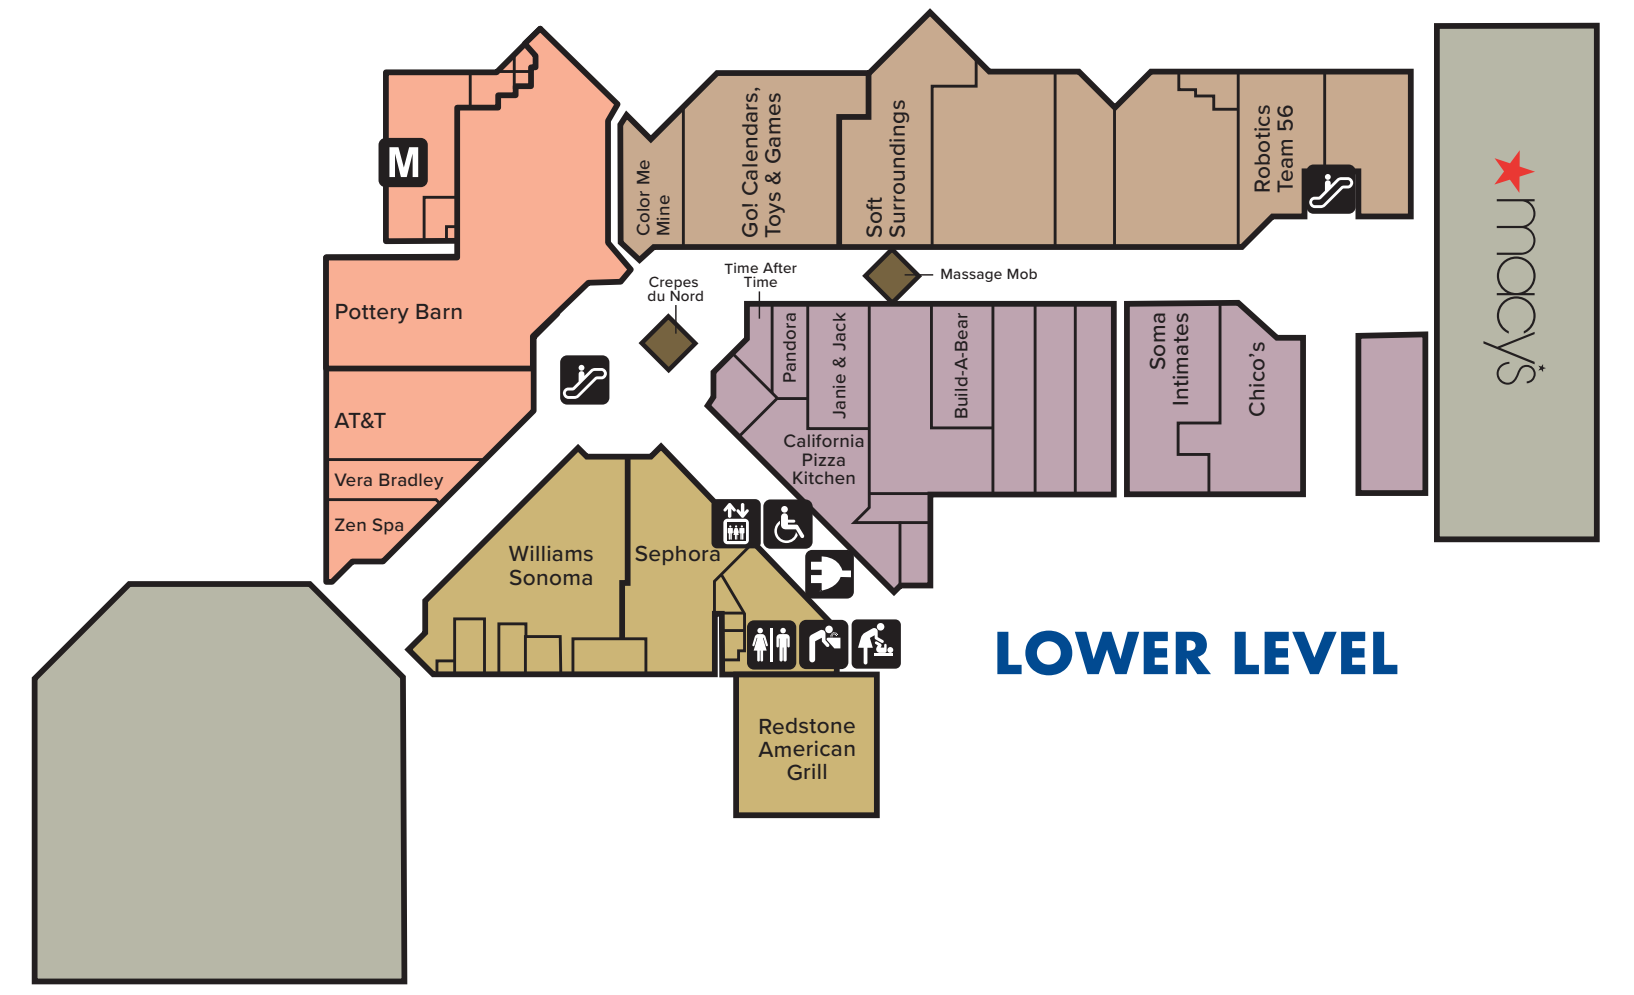 M
Color Me
Mine
Go! Calendars,
Toys & Games
Soft
Surroundings
Robotics
Team 56
macy's
Pottery Barn
AT&T
Vera Bradley
Zen Spa
Crepes
du Nord
Time After
Time
Massage Mob
Pandora
Janie & Jack
Build-A-Bear
California
Pizza
Kitchen
Soma
Intimates
Chico’s
Williams
Sonoma
Sephora
Redstone
American
Grill
LOWER LEVEL